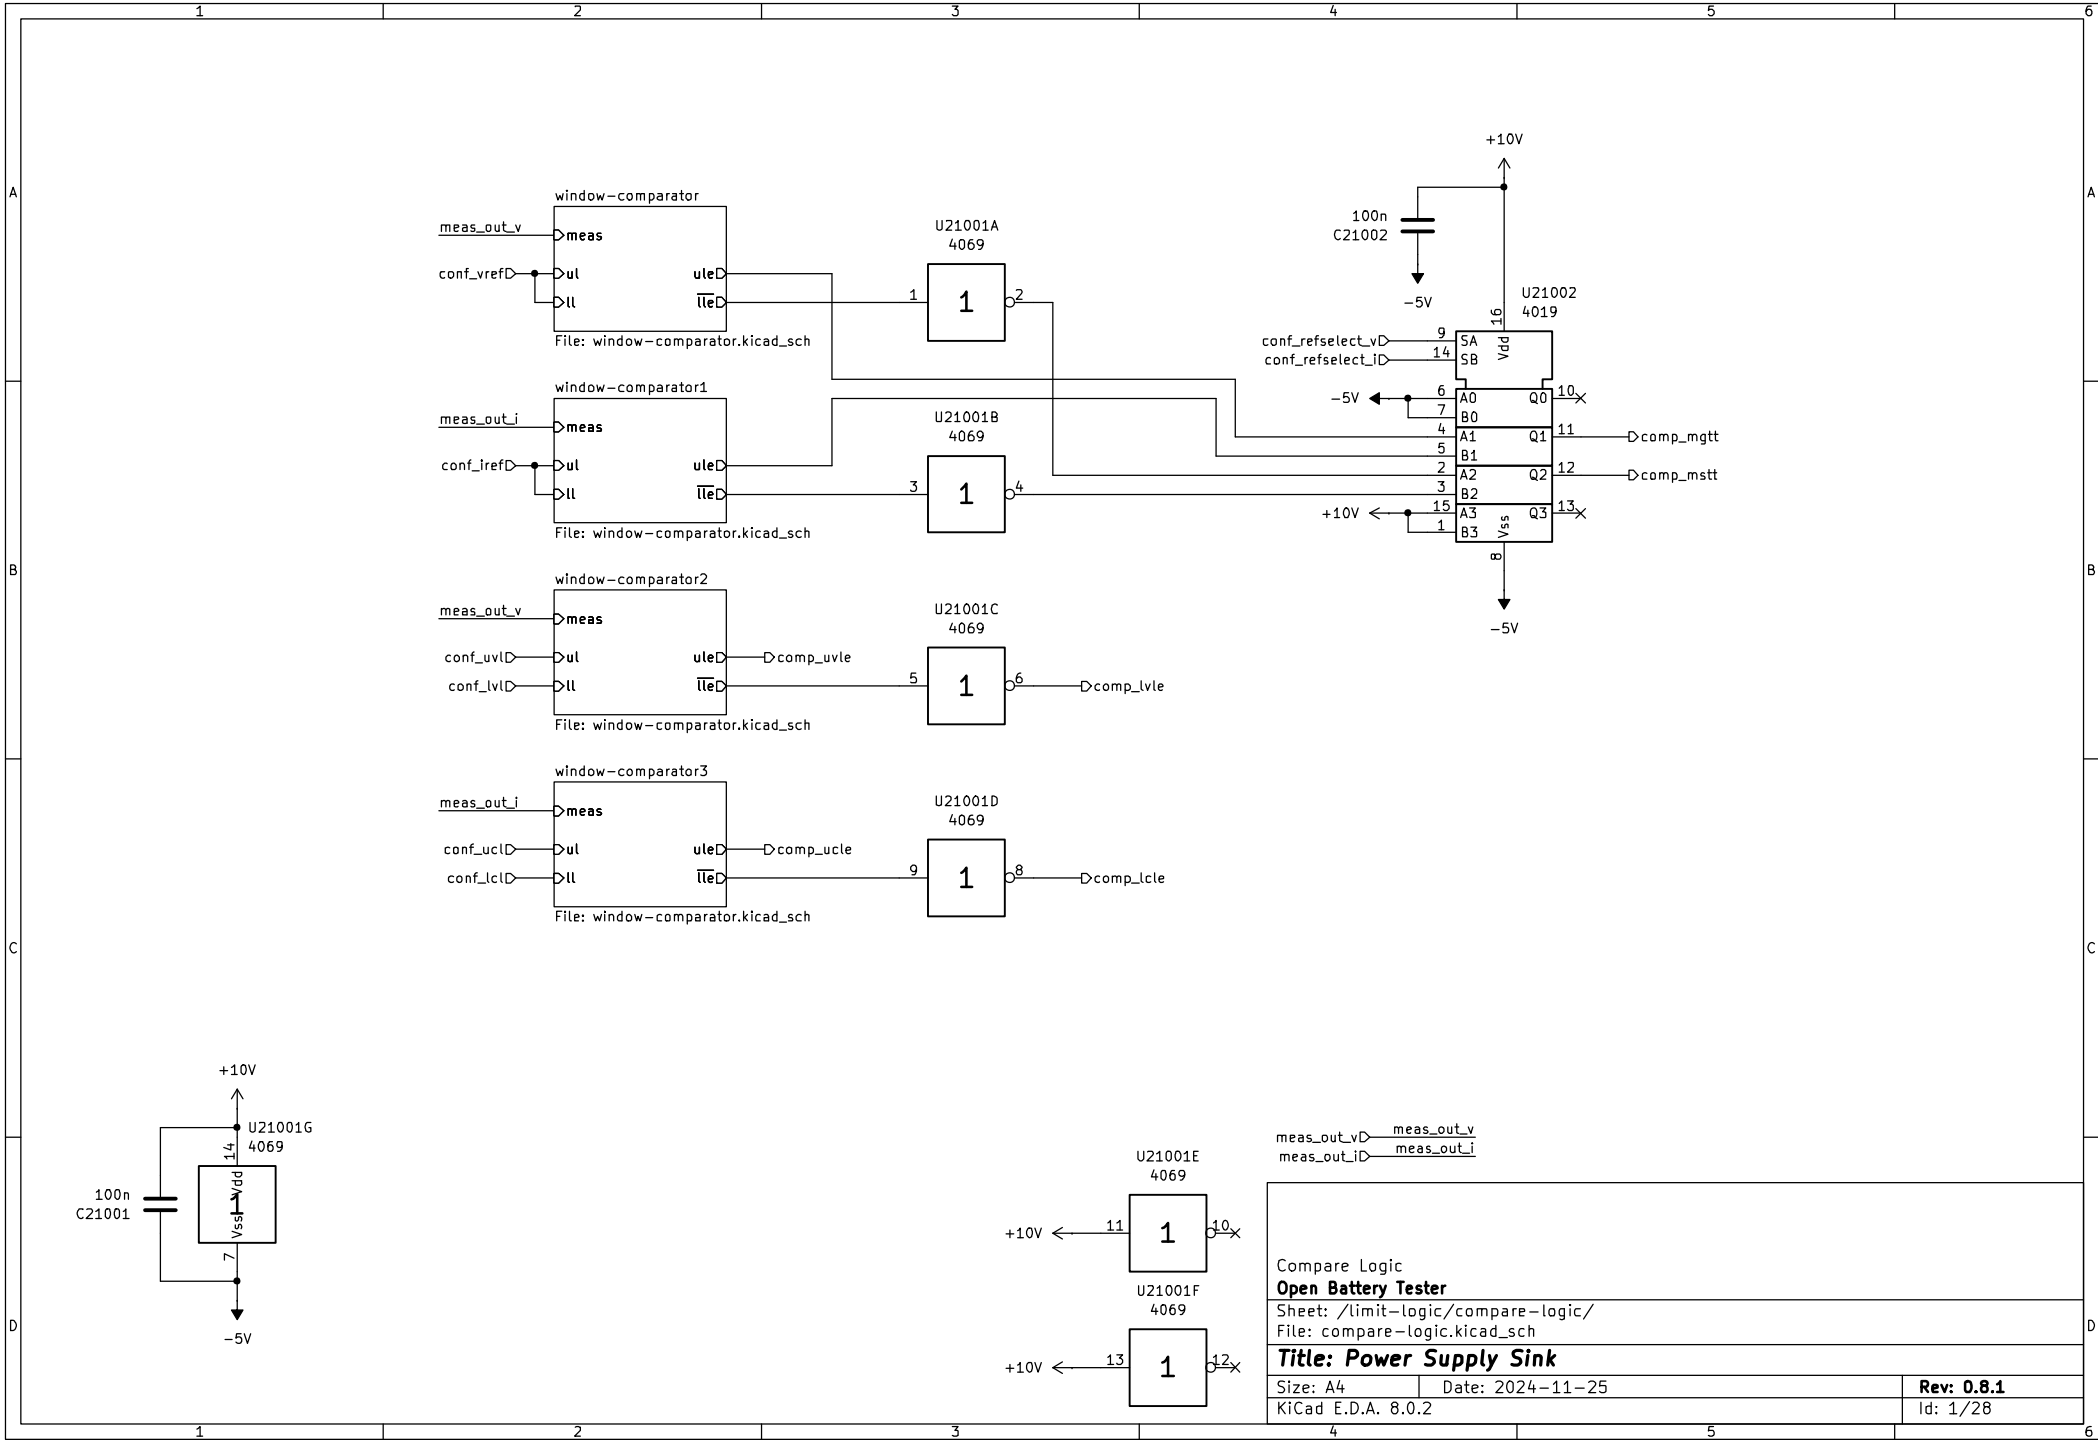 1 2 3 4 5 6
A
B
C
D
A
B
C
D
1 2 3 4 5 6
window-comparator
meas_out_v
meas
conf_vref
ul
ll
ule
lle
File: window-comparator.kicad_sch
U21001A
4069
1
1
2
window-comparator1
meas_out_i
meas
conf_iref
ul
ll
ule
lle
File: window-comparator.kicad_sch
U21001B
4069
3
1
4
window-comparator2
meas_out_v
meas
conf_uvl
ul
conf_lvl
ll
ule
comp_uvle
lle
File: window-comparator.kicad_sch
U21001C
4069
5
1
6
comp_lvle
window-comparator3
meas_out_i
meas
conf_ucl
ul
conf_lcl
ll
ule
comp_ucle
lle
File: window-comparator.kicad_sch
U21001D
4069
9
1
8
comp_lcle
+10V
100n
C21002
-5V
U21002
4019
16
Vdd
conf_refselect_v
9
SA
conf_refselect_i
14
SB
-5V
6
A0
Q0
10
7
B0
4
A1
Q1
11
comp_mgtt
5
B1
2
A2
Q2
12
comp_mstt
3
B2
+10V
15
A3
Q3
13
1
B3
Vss
8
-5V
+10V
U21001G
4069
14
Vdd
1
Vss
7
100n
C21001
-5V
U21001E
4069
+10V
11
1
10
U21001F
4069
+10V
13
1
12
meas_out_v
meas_out_v
meas_out_i
meas_out_i
Compare Logic
Open Battery Tester
Sheet: /limit-logic/compare-logic/
File: compare-logic.kicad_sch
Title: Power Supply Sink
Size: A4
Date: 2024-11-25
Rev: 0.8.1
KiCad E.D.A. 8.0.2
Id: 1/28